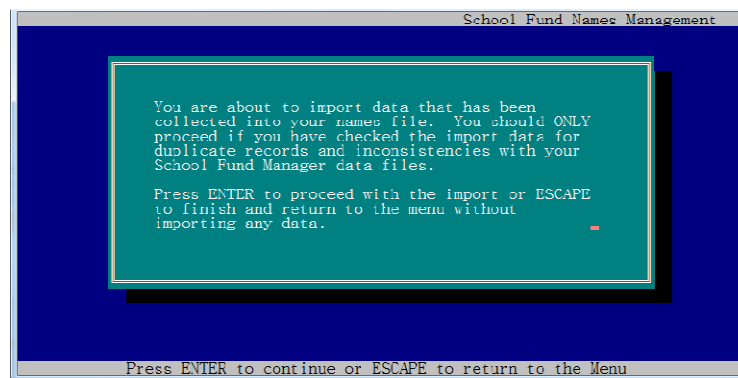 School Fund Names Management
You are about to import data that has been
collected into your names file.  You should ONLY
proceed if you have checked the import data for
duplicate records and inconsistencies with your
School Fund Manager data files.
Press ENTER to proceed with the import or ESCAPE
to finish and return to the menu without
importing any data.
Press ENTER to continue or ESCAPE to return to the Menu